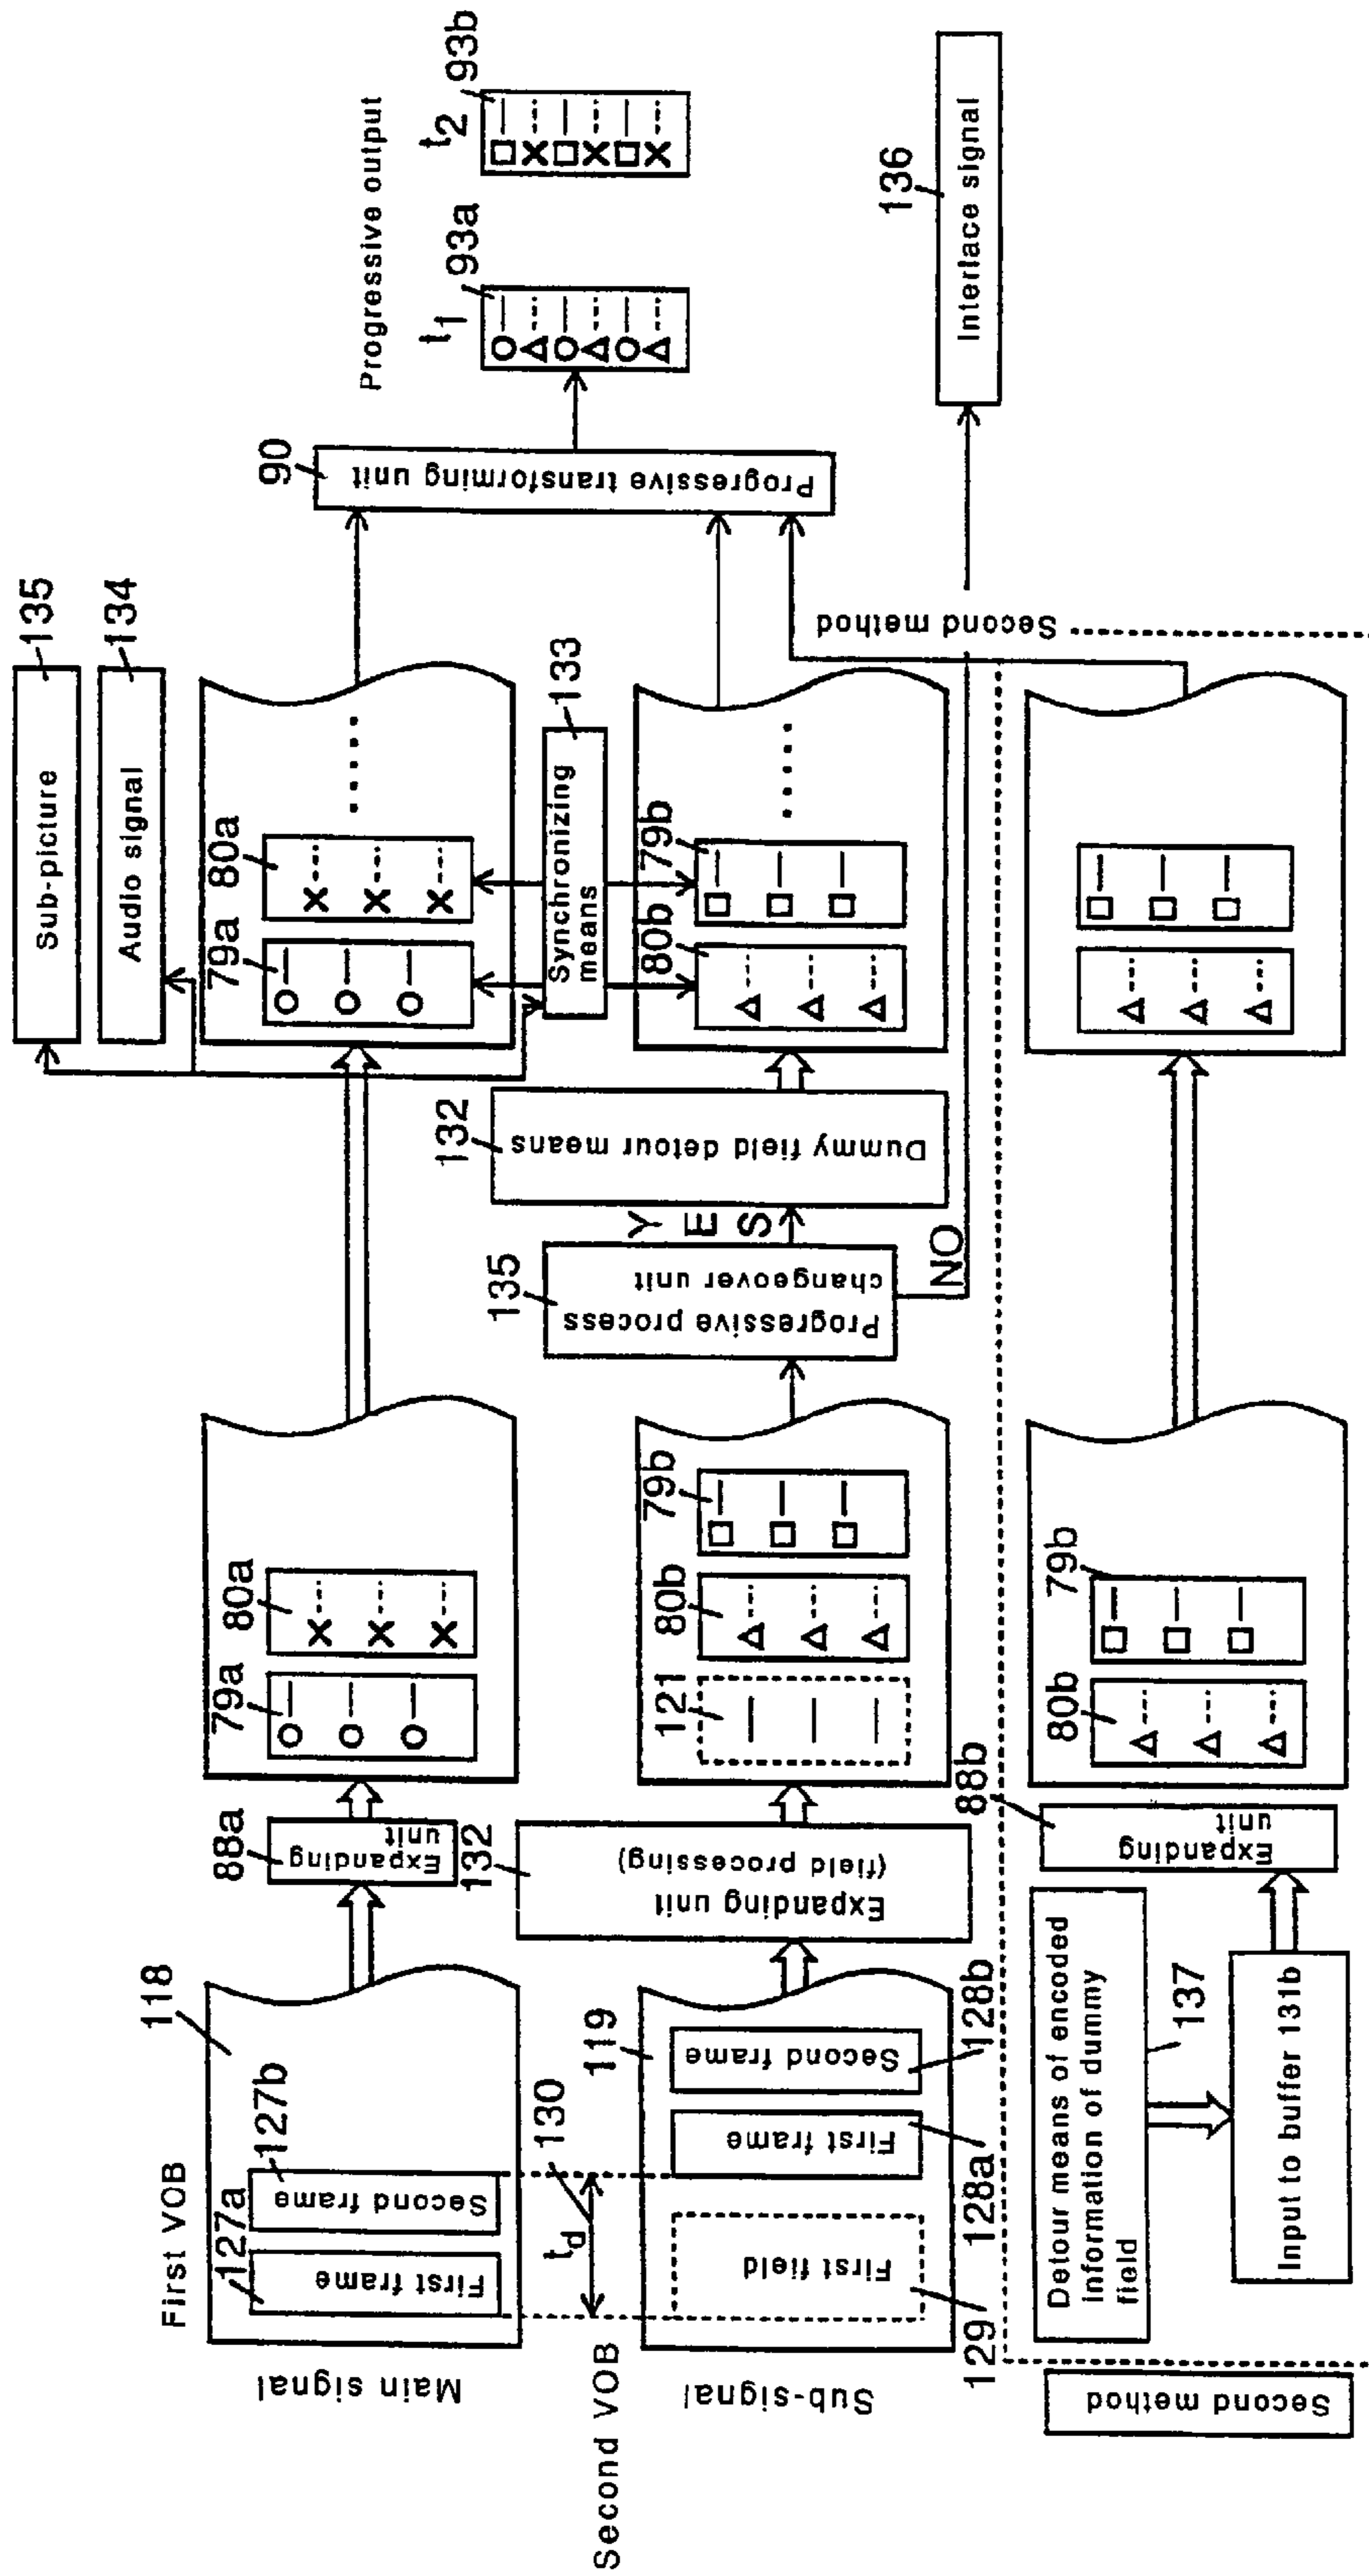 Progressive output
t1
93a
t2
93b
136
Interlace signal
90
Progressive transforming unit
135
Sub-picture
134
Audio signal
79a
80a
133
Synchronizing
means
80b
79b
Second method
132
Dummy field detour means
YES
135
Progressive process
changeover unit
NO
79a
80a
121
80b
79b
80b
79b
88a
Expanding
unit
132
Expanding unit
(field processing)
88b
Expanding
unit
118
First VOB
127a
127b
First frame
Second frame
Main signal
130
td
Second VOB
119
First field
First frame
Second frame
129
128a
128b
Sub-signal
Detour means of encoded
information of dummy
field
137
Input to buffer 131b
Second method